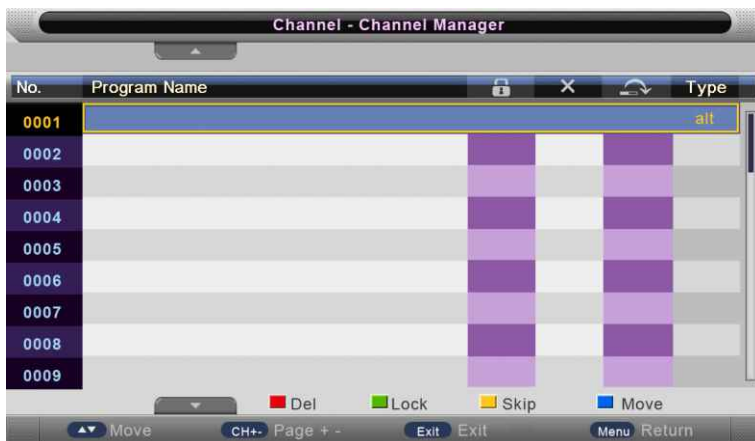 Channel - Channel Manager
No. Program Name Type
0001 alt
0002
0003
0004
0005
0006
0007
0008
0009
Del Lock Skip Move
Move CH+- Page + - Exit Exit Menu Return